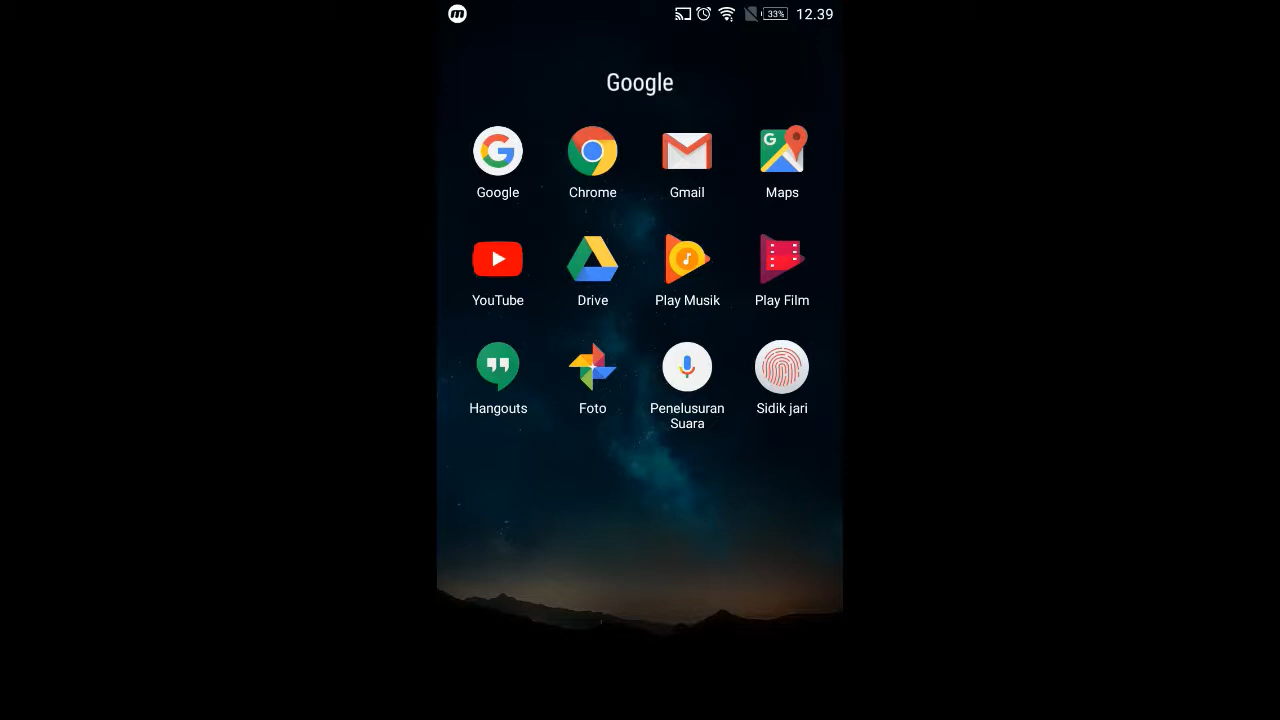 33% 12.39
Google
Google Chrome Gmail Maps
YouTube Drive Play Musik Play Film
Hangouts Foto Penelusuran Suara Sidik jari